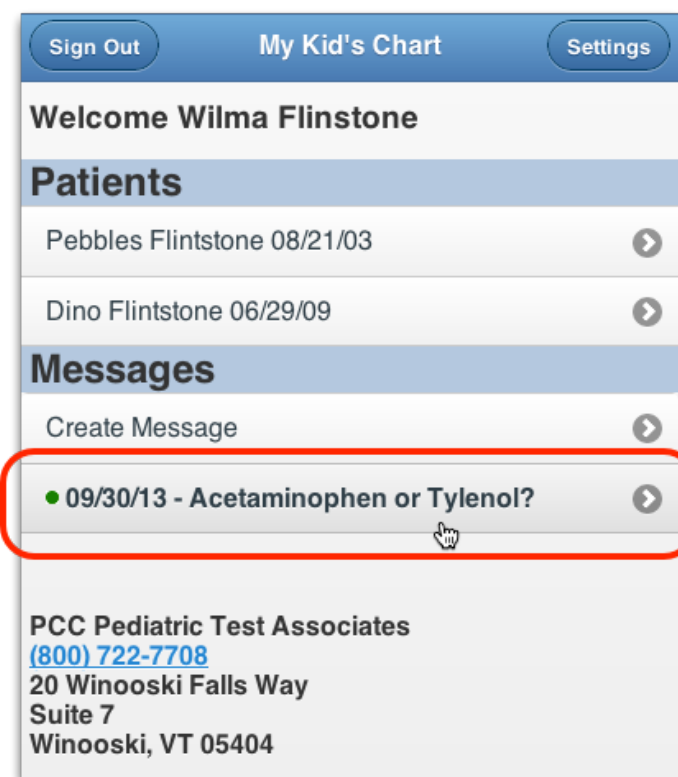 Sign Out My Kid's Chart Settings
Welcome Wilma Flinstone
Patients
Pebbles Flintstone 08/21/03
Dino Flintstone 06/29/09
Messages
Create Message
09/30/13 - Acetaminophen or Tylenol?
PCC Pediatric Test Associates
(800) 722-7708
20 Winooski Falls Way
Suite 7
Winooski, VT 05404